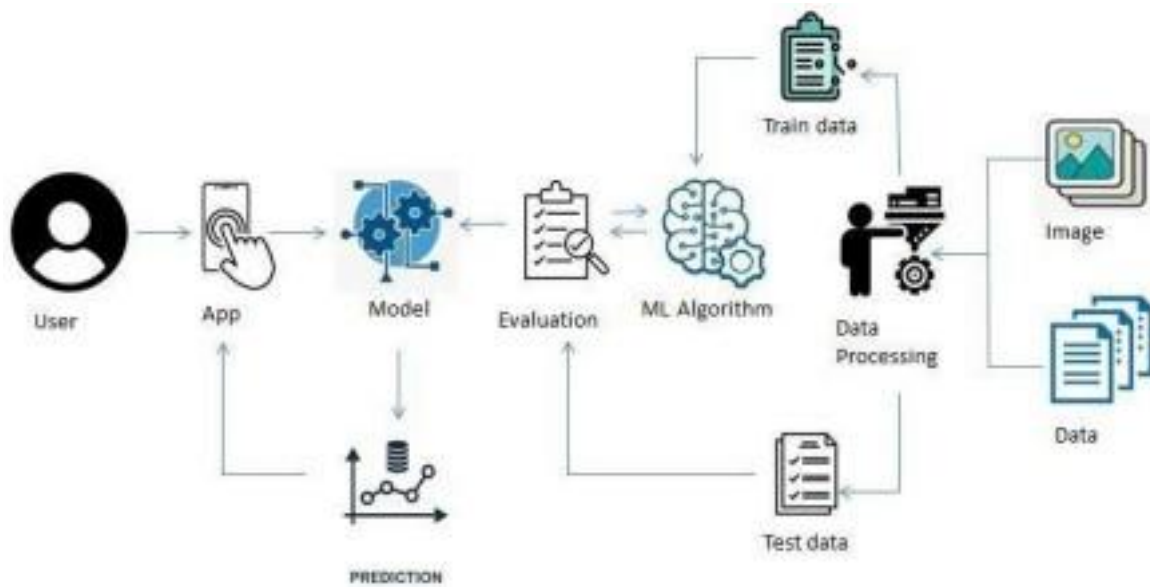 Train data
Image
User
App
Model
Evaluation
ML Algorithm
Data
Processing
Data
Test data
PREDICTION